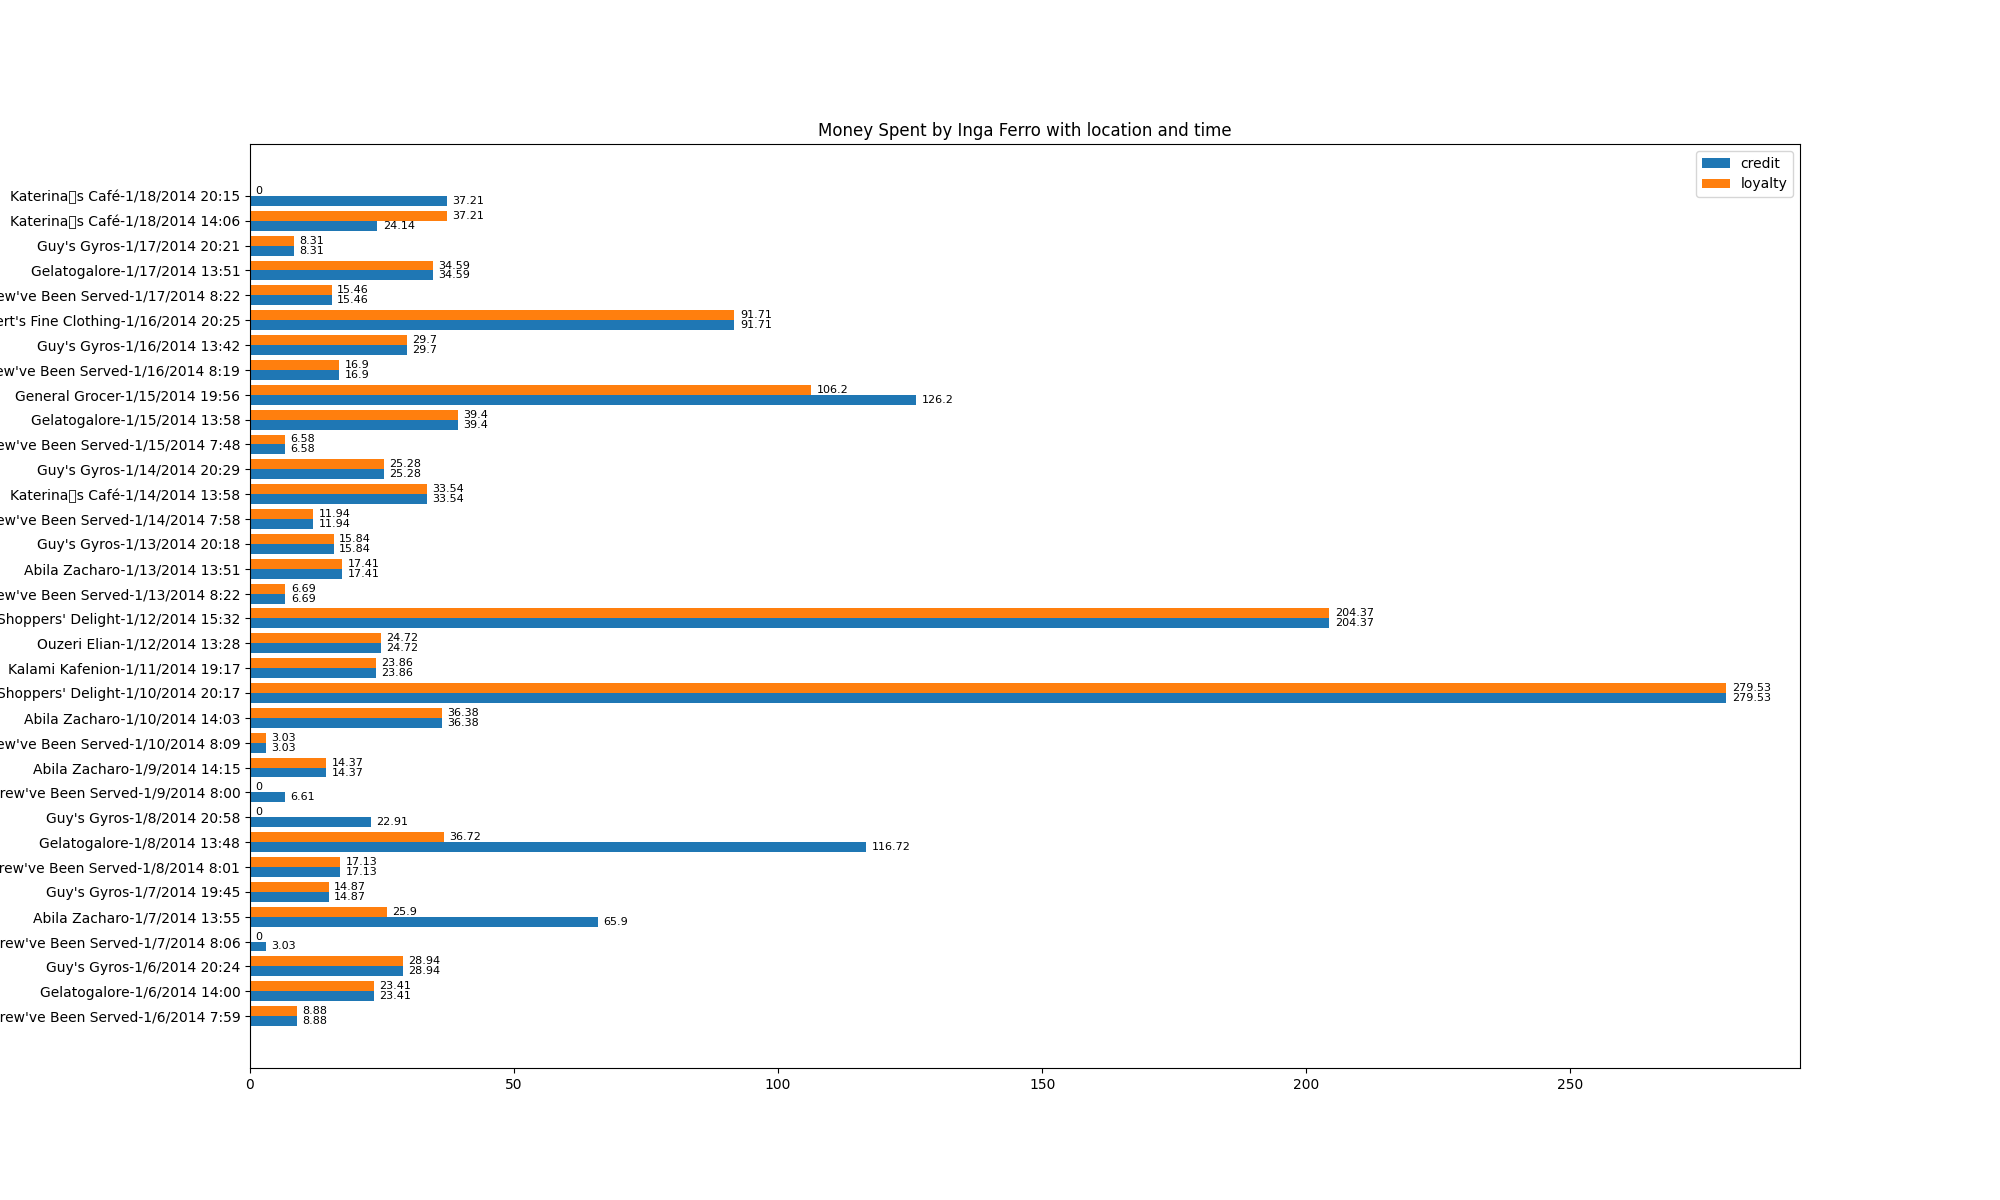 Money Spent by Inga Ferro with location and time
credit
loyalty
Katerina▯s Café-1/18/2014 20:15 0 37.21
Katerina▯s Café-1/18/2014 14:06 37.21 24.14
Guy's Gyros-1/17/2014 20:21 8.31 8.31
Gelatogalore-1/17/2014 13:51 34.59 34.59
ew've Been Served-1/17/2014 8:22 15.46 15.46
ert's Fine Clothing-1/16/2014 20:25 91.71 91.71
Guy's Gyros-1/16/2014 13:42 29.7 29.7
ew've Been Served-1/16/2014 8:19 16.9 16.9
General Grocer-1/15/2014 19:56 106.2 126.2
Gelatogalore-1/15/2014 13:58 39.4 39.4
ew've Been Served-1/15/2014 7:48 6.58 6.58
Guy's Gyros-1/14/2014 20:29 25.28 25.28
Katerina▯s Café-1/14/2014 13:58 33.54 33.54
ew've Been Served-1/14/2014 7:58 11.94 11.94
Guy's Gyros-1/13/2014 20:18 15.84 15.84
Abila Zacharo-1/13/2014 13:51 17.41 17.41
ew've Been Served-1/13/2014 8:22 6.69 6.69
Shoppers' Delight-1/12/2014 15:32 204.37 204.37
Ouzeri Elian-1/12/2014 13:28 24.72 24.72
Kalami Kafenion-1/11/2014 19:17 23.86 23.86
Shoppers' Delight-1/10/2014 20:17 279.53 279.53
Abila Zacharo-1/10/2014 14:03 36.38 36.38
ew've Been Served-1/10/2014 8:09 3.03 3.03
Abila Zacharo-1/9/2014 14:15 14.37 14.37
rew've Been Served-1/9/2014 8:00 0 6.61
Guy's Gyros-1/8/2014 20:58 0 22.91
Gelatogalore-1/8/2014 13:48 36.72 116.72
rew've Been Served-1/8/2014 8:01 17.13 17.13
Guy's Gyros-1/7/2014 19:45 14.87 14.87
Abila Zacharo-1/7/2014 13:55 25.9 65.9
rew've Been Served-1/7/2014 8:06 0 3.03
Guy's Gyros-1/6/2014 20:24 28.94 28.94
Gelatogalore-1/6/2014 14:00 23.41 23.41
rew've Been Served-1/6/2014 7:59 8.88 8.88
0 50 100 150 200 250